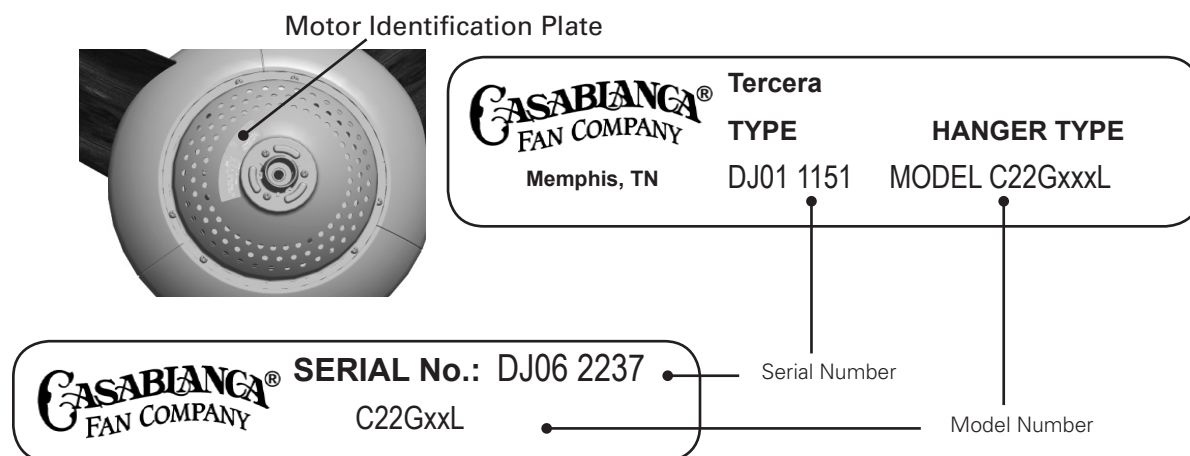 Motor Identification Plate
CASABLANCA®
FAN COMPANY
Memphis, TN
Tercera
TYPE HANGER TYPE
DJ01 1151 MODEL C22GxxxL
CASABLANCA®
FAN COMPANY
SERIAL No.: DJ06 2237
C22GxxL
Serial Number
Model Number